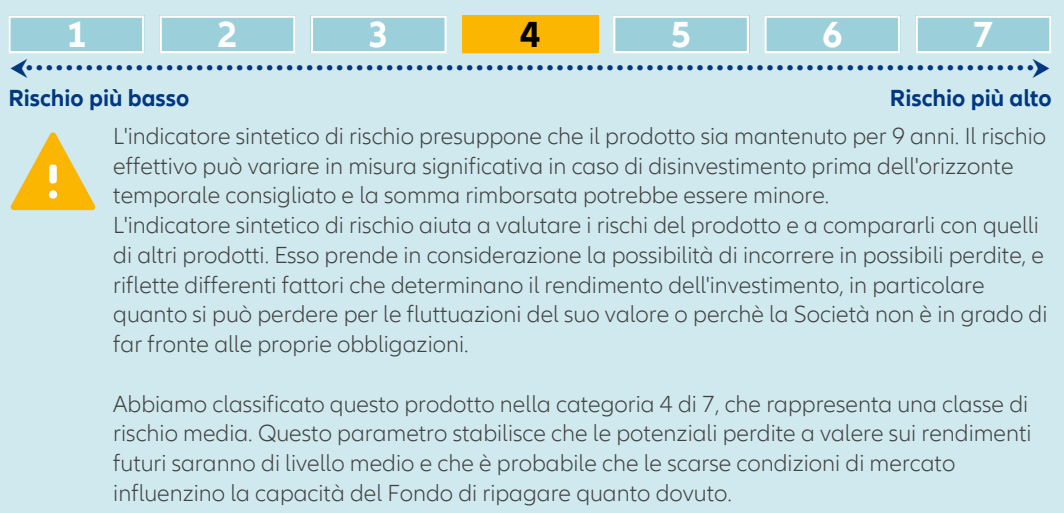 1 2 3 4 5 6 7
Rischio più basso Rischio più alto
L'indicatore sintetico di rischio presuppone che il prodotto sia mantenuto per 9 anni. Il rischio
effettivo può variare in misura significativa in caso di disinvestimento prima dell'orizzonte
temporale consigliato e la somma rimborsata potrebbe essere minore.
L'indicatore sintetico di rischio aiuta a valutare i rischi del prodotto e a compararli con quelli
di altri prodotti. Esso prende in considerazione la possibilità di incorrere in possibili perdite, e
riflette differenti fattori che determinano il rendimento dell'investimento, in particolare
quanto si può perdere per le fluttuazioni del suo valore o perchè la Società non è in grado di
far fronte alle proprie obbligazioni.
Abbiamo classificato questo prodotto nella categoria 4 di 7, che rappresenta una classe di
rischio media. Questo parametro stabilisce che le potenziali perdite a valere sui rendimenti
futuri saranno di livello medio e che è probabile che le scarse condizioni di mercato
influenzino la capacità del Fondo di ripagare quanto dovuto.